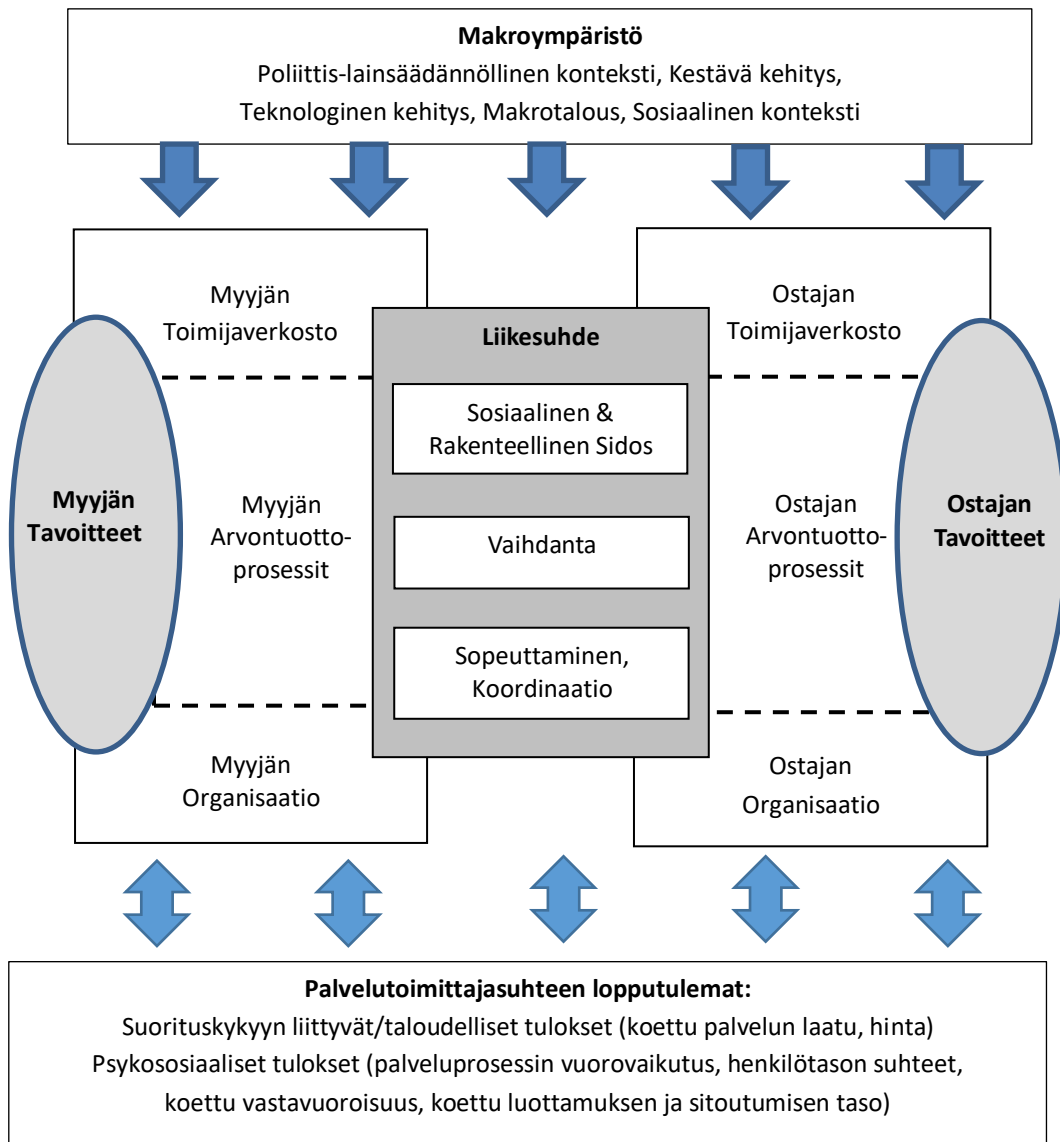 Makroympäristö
Poliittis-lainsäädännöllinen konteksti, Kestävä kehitys,
Teknologinen kehitys, Makrotalous, Sosiaalinen konteksti
Myyjän
Toimijaverkosto
Ostajan
Toimijaverkosto
Liikesuhde
Sosiaalinen &
Rakenteellinen Sidos
Myyjän
Tavoitteet
Myyjän
Arvontuotto-
prosessit
Vaihdanta
Ostajan
Arvontuotto-
prosessit
Ostajan
Tavoitteet
Sopeuttaminen,
Koordinaatio
Myyjän
Organisaatio
Ostajan
Organisaatio
Palvelutoimittajasuhteen lopputulemat:
Suorituskykyyn liittyvät/taloudelliset tulokset (koettu palvelun laatu, hinta)
Psykososiaaliset tulokset (palveluprosessin vuorovaikutus, henkilötason suhteet,
koettu vastavuoroisuus, koettu luottamuksen ja sitoutumisen taso)